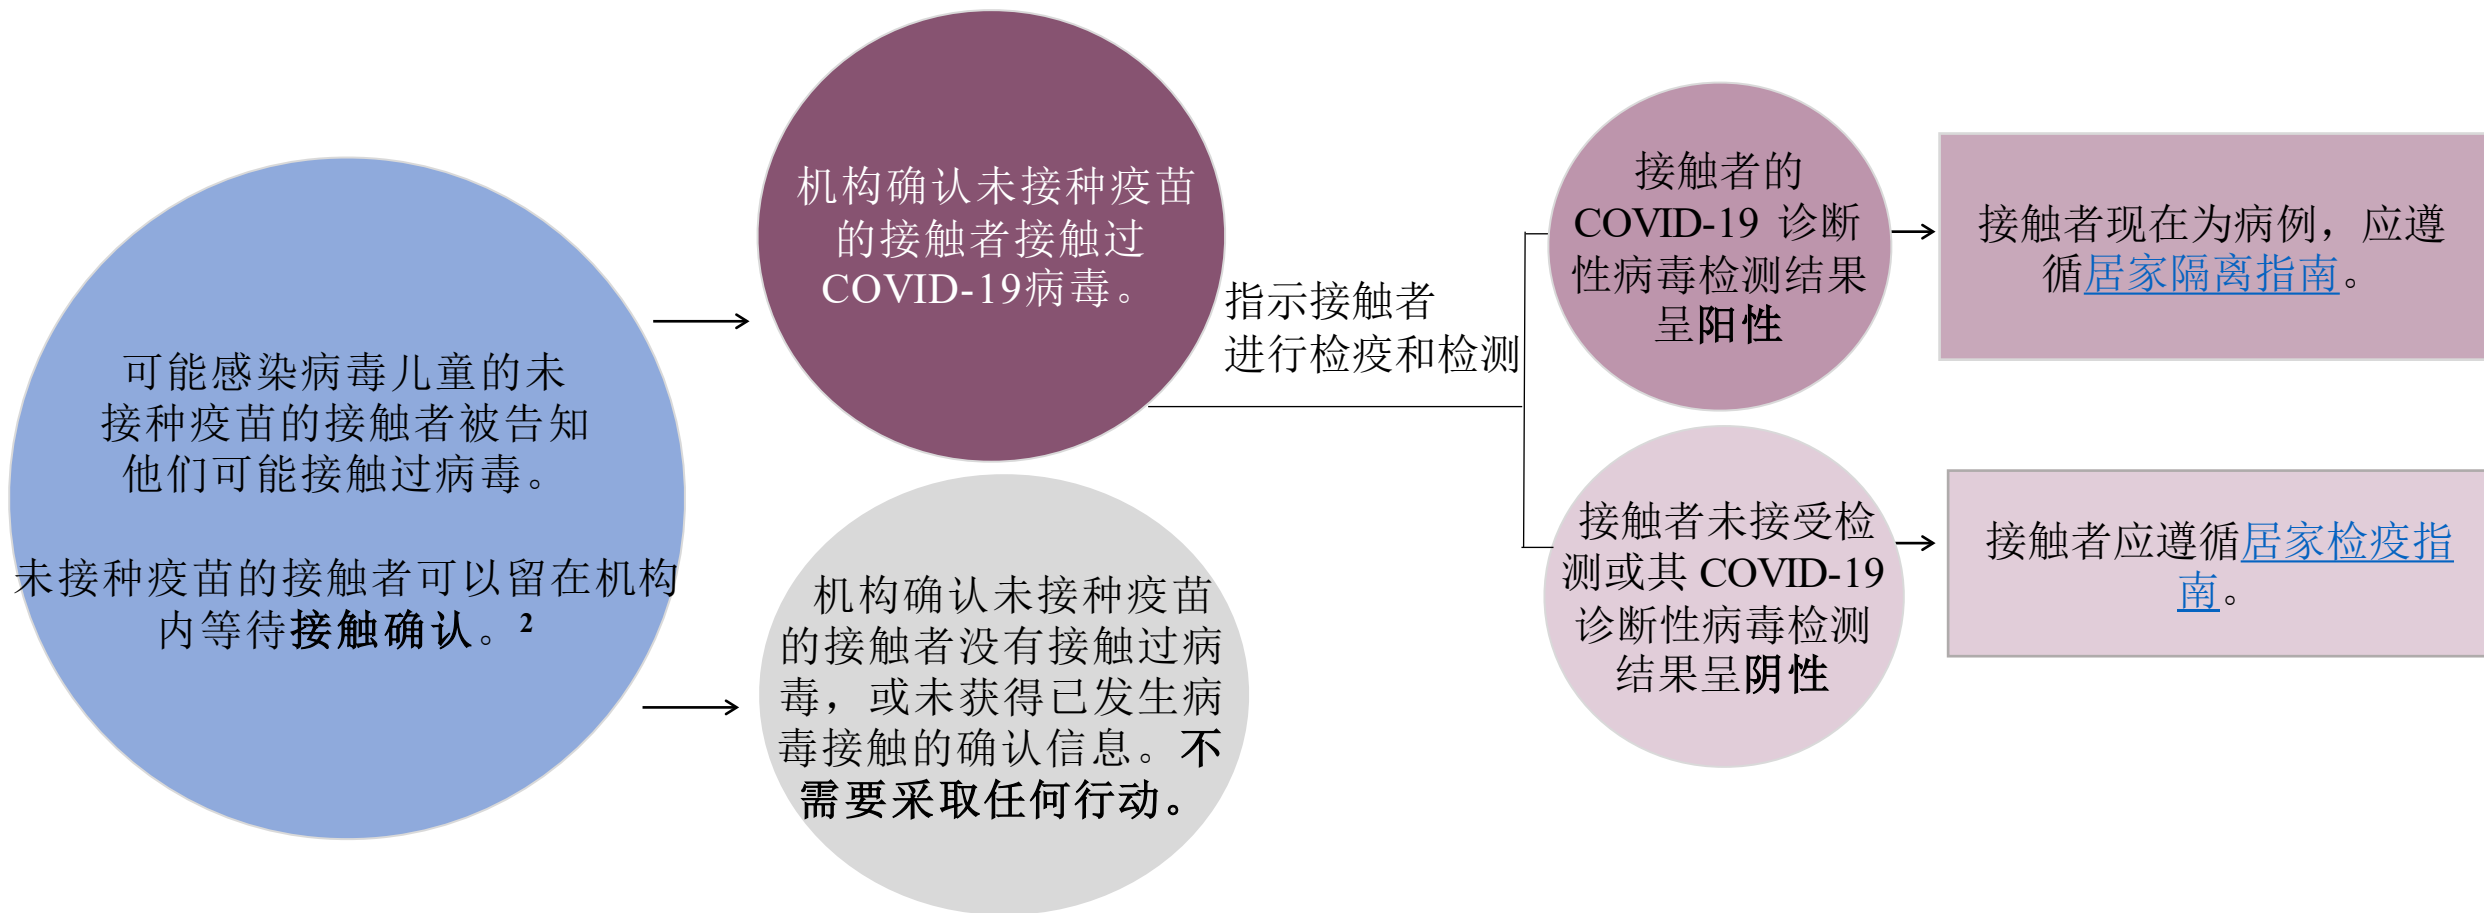 可能感染病毒儿童的未
接种疫苗的接触者被告知
他们可能接触过病毒。
未接种疫苗的接触者可以留在机构
内等待接触确认。²
机构确认未接种疫苗
的接触者接触过
COVID-19病毒。
机构确认未接种疫苗
的接触者没有接触过病
毒，或未获得已发生病
毒接触的确认信息。不
需要采取任何行动。
指示接触者
进行检疫和检测
接触者的
COVID-19 诊断
性病毒检测结果
呈阳性
接触者现在为病例，应遵
循居家隔离指南。
接触者未接受检
测或其 COVID-19
诊断性病毒检测
结果呈阴性
接触者应遵循居家检疫指
南。